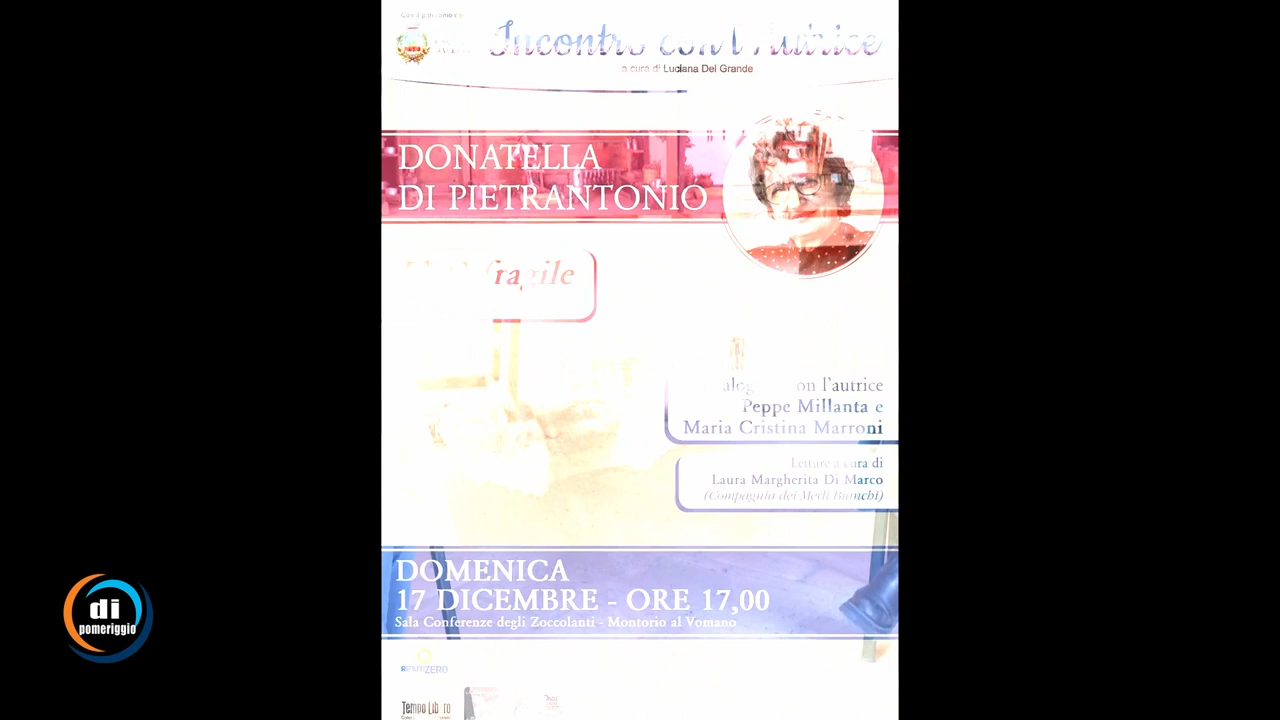 Incontro con l'Autrice
a cura di Luciana Del Grande
DONATELLA
DI PIETRANTONIO
fragile
on l'autrice
Peppe Millanta e
Maria Cristina Marroni
Letture a cura di
Laura Margherita Di Marco
(Compagnia dei Merli Bianchi)
DOMENICA
17 DICEMBRE - ORE 17,00
Sala Conferenze degli Zoccolanti - Montorio al Vomano
RIFIUTIZERO
di
pomeriggio